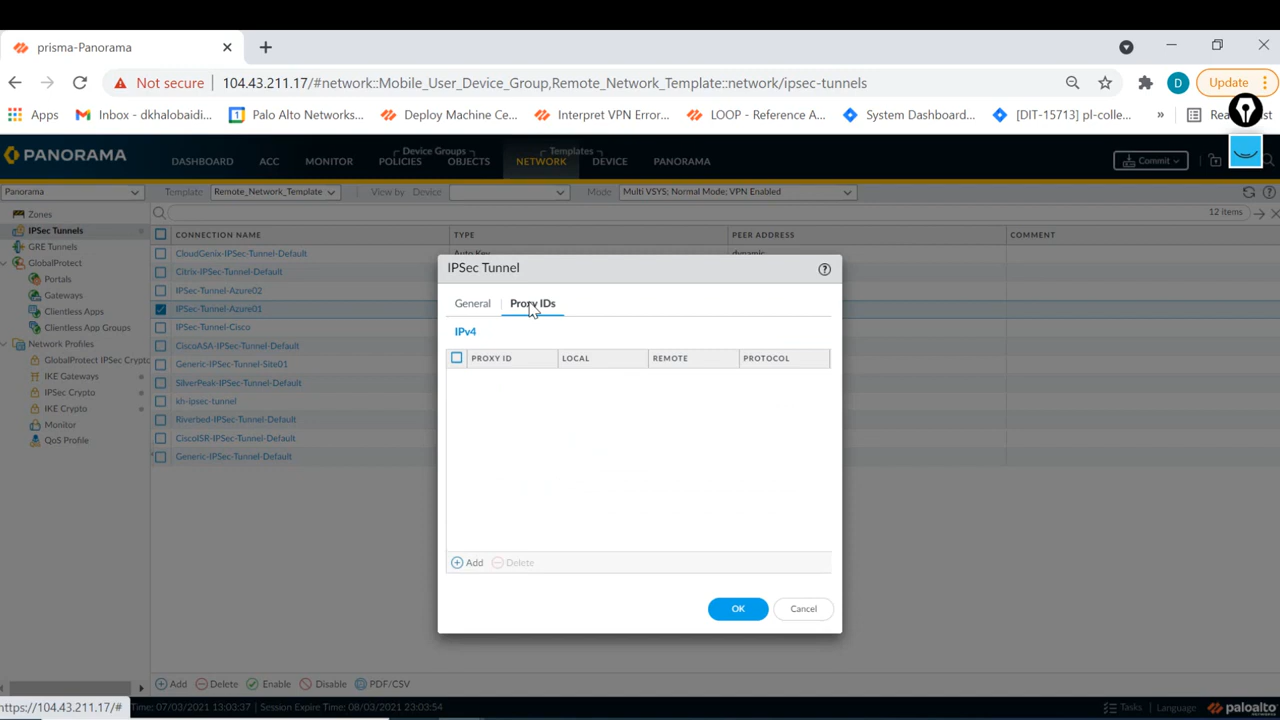 prisma-Panorama
Not secure
104.43.211.17/#network::Mobile_User_Device_Group,Remote_Network_Template::network/ipsec-tunnels
D
Update
Apps
Inbox - dkhalobaidi...
Palo Alto Networks...
Deploy Machine Ce...
Interpret VPN Error...
LOOP - Reference A...
System Dashboard...
[DIT-15713] pl-colle...
»
PANORAMA
DASHBOARD
ACC
MONITOR
Device Groups
POLICIES
OBJECTS
Templates
NETWORK
DEVICE
PANORAMA
Commit
Panorama
Template
Remote_Network_Template
View by
Device
Mode
Multi VSYS; Normal Mode; VPN Enabled
Zones
IPSec Tunnels
GRE Tunnels
GlobalProtect
Portals
Gateways
Clientless Apps
Clientless App Groups
Network Profiles
GlobalProtect IPSec Crypto
IKE Gateways
IPSec Crypto
IKE Crypto
Monitor
QoS Profile
12 items
CONNECTION NAME
TYPE
PEER ADDRESS
COMMENT
CloudGenix-IPSec-Tunnel-Default
Auto Key
dynamic
Citrix-IPSec-Tunnel-Default
IPSec-Tunnel-Azure02
IPSec-Tunnel-Azure01
IPSec-Tunnel-Cisco
CiscoASA-IPSec-Tunnel-Default
Generic-IPSec-Tunnel-Site01
SilverPeak-IPSec-Tunnel-Default
kh-ipsec-tunnel
Riverbed-IPSec-Tunnel-Default
CiscoISR-IPSec-Tunnel-Default
Generic-IPSec-Tunnel-Default
IPSec Tunnel
General
Proxy IDs
IPv4
PROXY ID
LOCAL
REMOTE
PROTOCOL
Add
Delete
OK
Cancel
Add
Delete
Enable
Disable
PDF/CSV
https://104.43.211.17/#
Time: 07/03/2021 13:03:37
Session Expire Time: 08/03/2021 23:03:54
Tasks
Language
paloalto